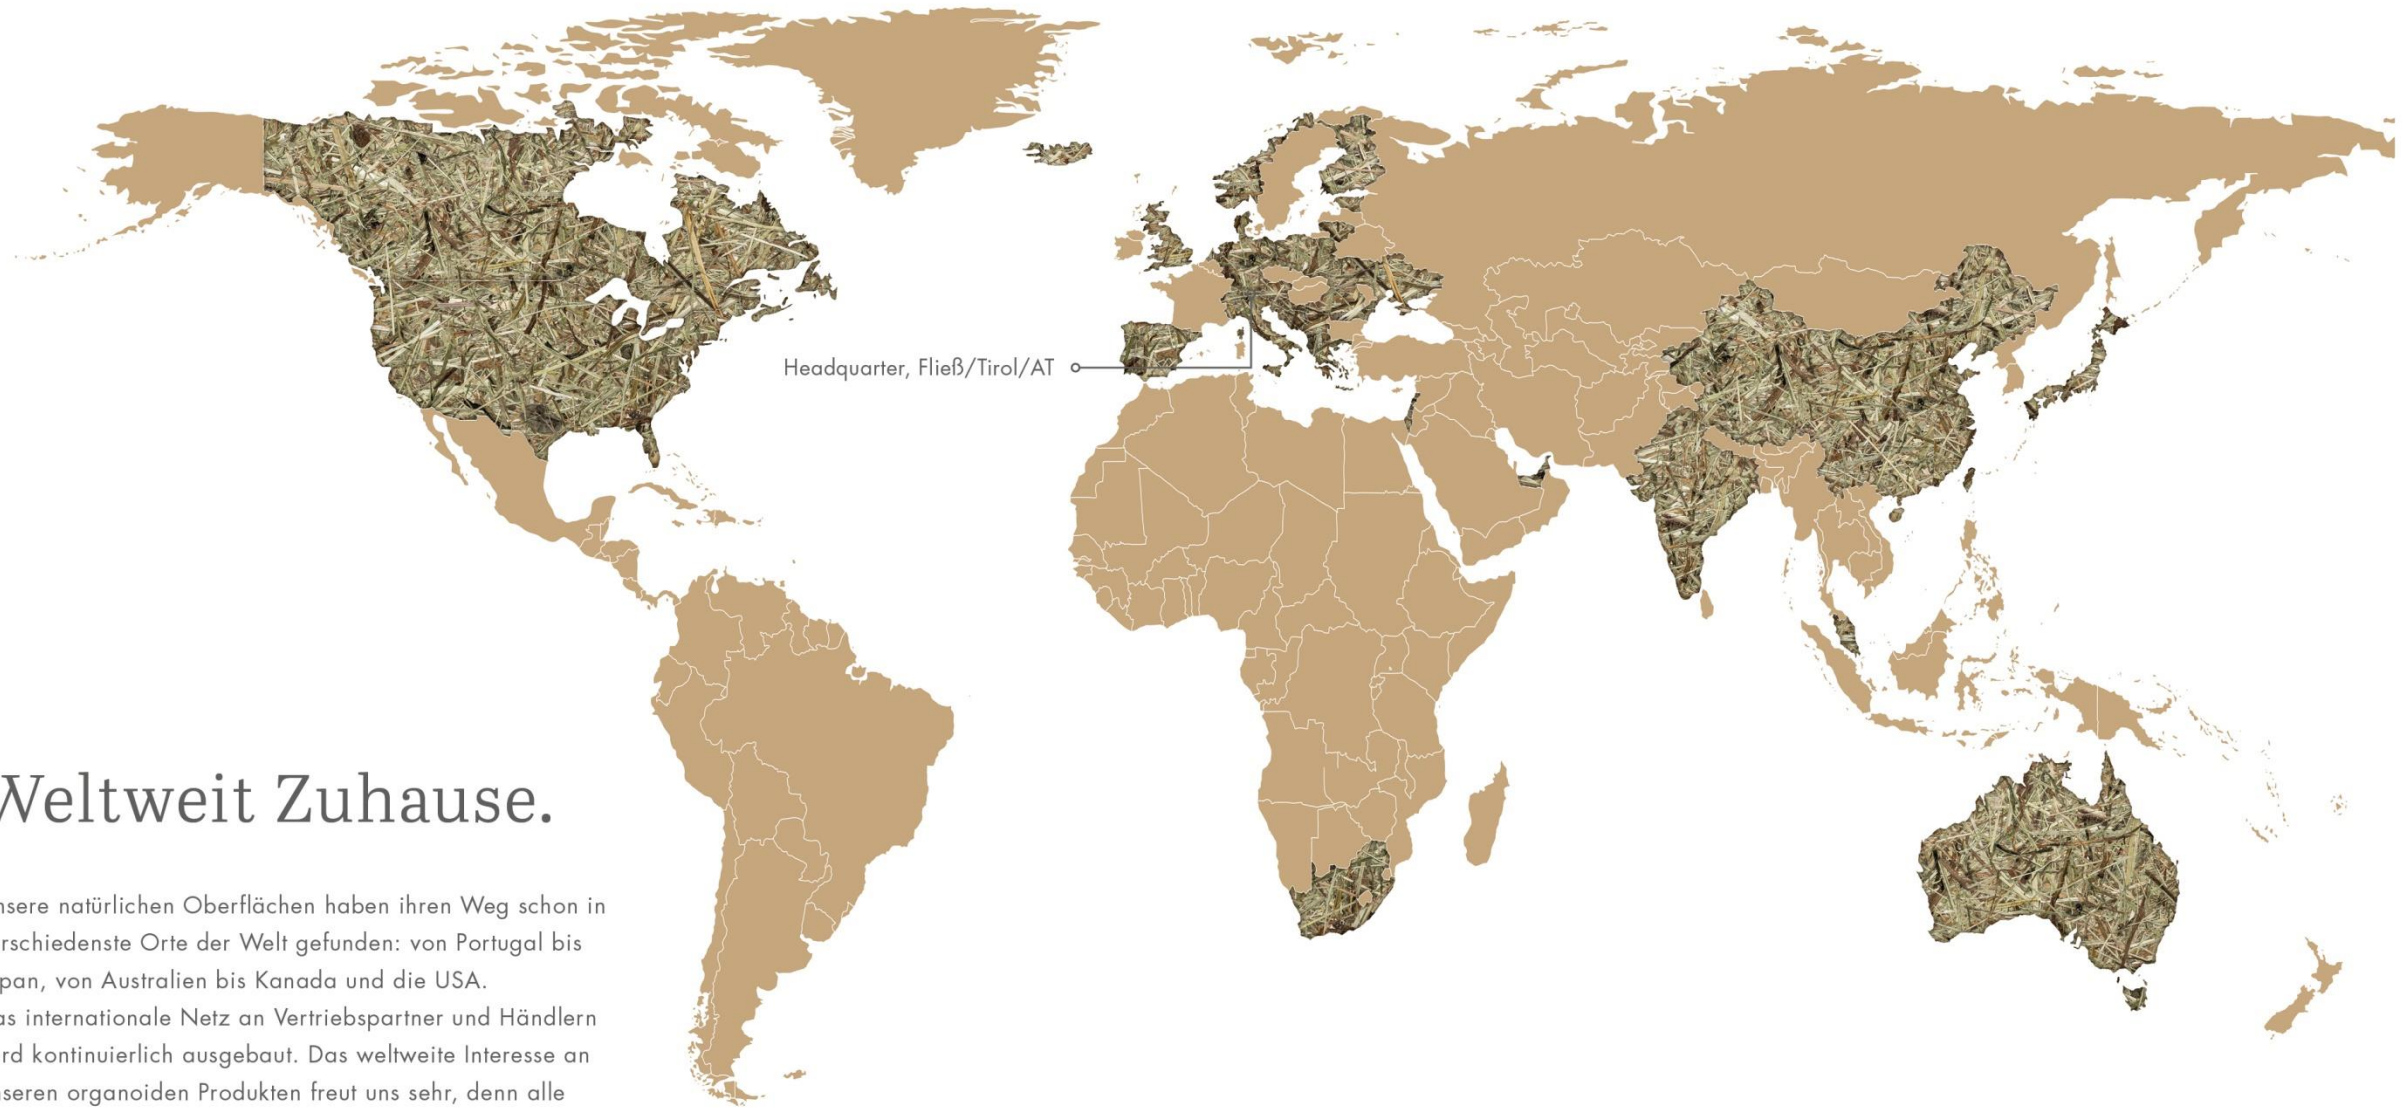 Headquarter, Fließ/Tirol/AT
Weltweit Zuhause.
nsere natürlichen Oberflächen haben ihren Weg schon in
rschiedenste Orte der Welt gefunden: von Portugal bis
pan, von Australien bis Kanada und die USA.
as internationale Netz an Vertriebspartner und Händlern
rd kontinuierlich ausgebaut. Das weltweite Interesse an
nseren organoiden Produkten freut uns sehr, denn alle